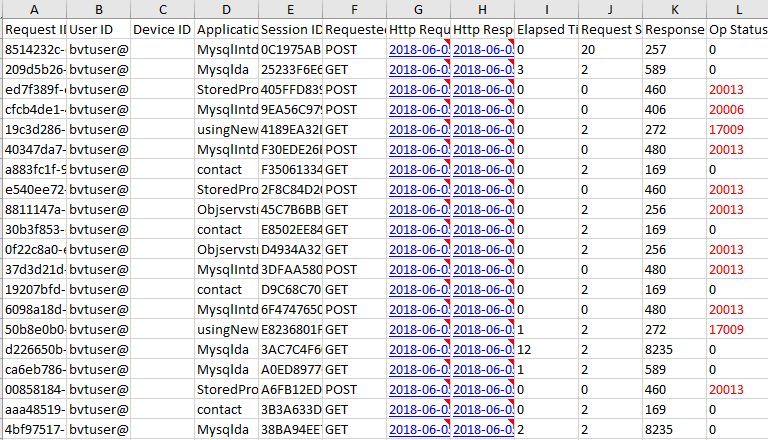 A B C D E F G H I J K L
Request ID User ID Device ID Applicatio Session ID Requested Http Requ Http Resp Elapsed Ti Request S Response Op Status
8514232c- bvtuser@ MysqlIntd 0C1975AB POST 2018-06-0 2018-06-0 0 20 257 0
209d5b26- bvtuser@ Mysqlda 25233F6E6 GET 2018-06-0 2018-06-0 3 2 589 0
ed7f389f- bvtuser@ StoredPro 405FFD839 POST 2018-06-0 2018-06-0 0 0 460 20013
cfcb4de1- bvtuser@ MysqlIntd 9EA56C979 POST 2018-06-0 2018-06-0 0 0 406 20006
19c3d286- bvtuser@ usingNew 4189EA32 GET 2018-06-0 2018-06-0 0 2 272 17009
40347da7- bvtuser@ MysqlIntd F30EDE26 POST 2018-06-0 2018-06-0 0 0 480 20013
a883fc1f-9 bvtuser@ contact F35061334 GET 2018-06-0 2018-06-0 0 2 169 0
e540ee72- bvtuser@ StoredPro 2F8C84D20 POST 2018-06-0 2018-06-0 0 0 460 20013
8811147a- bvtuser@ Objservstr 45C7B6BB GET 2018-06-0 2018-06-0 0 2 256 20013
30b3f853- bvtuser@ contact E8502EE84 GET 2018-06-0 2018-06-0 0 2 169 0
0f22c8a0-e bvtuser@ Objservstr D4934A32 GET 2018-06-0 2018-06-0 0 2 256 20013
37d3d21d- bvtuser@ MysqlIntd 3DFAA580 POST 2018-06-0 2018-06-0 0 0 480 20013
19207bfd- bvtuser@ contact D9C68C70 GET 2018-06-0 2018-06-0 0 2 169 0
6098a18d- bvtuser@ MysqlIntd 6F4747650 POST 2018-06-0 2018-06-0 0 0 480 20013
50b8e0b0- bvtuser@ usingNew E8236801F GET 2018-06-0 2018-06-0 1 2 272 17009
d226650b- bvtuser@ Mysqlda 3AC7C4F6 GET 2018-06-0 2018-06-0 12 2 8235 0
ca6eb786- bvtuser@ Mysqlda A0ED8977 GET 2018-06-0 2018-06-0 1 2 589 0
00858184- bvtuser@ StoredPro A6FB12ED POST 2018-06-0 2018-06-0 0 0 460 20013
aaa48519- bvtuser@ contact 3B3A633D GET 2018-06-0 2018-06-0 0 2 169 0
4bf97517- bvtuser@ Mysqlda 38BA94EE GET 2018-06-0 2018-06-0 2 2 8235 0